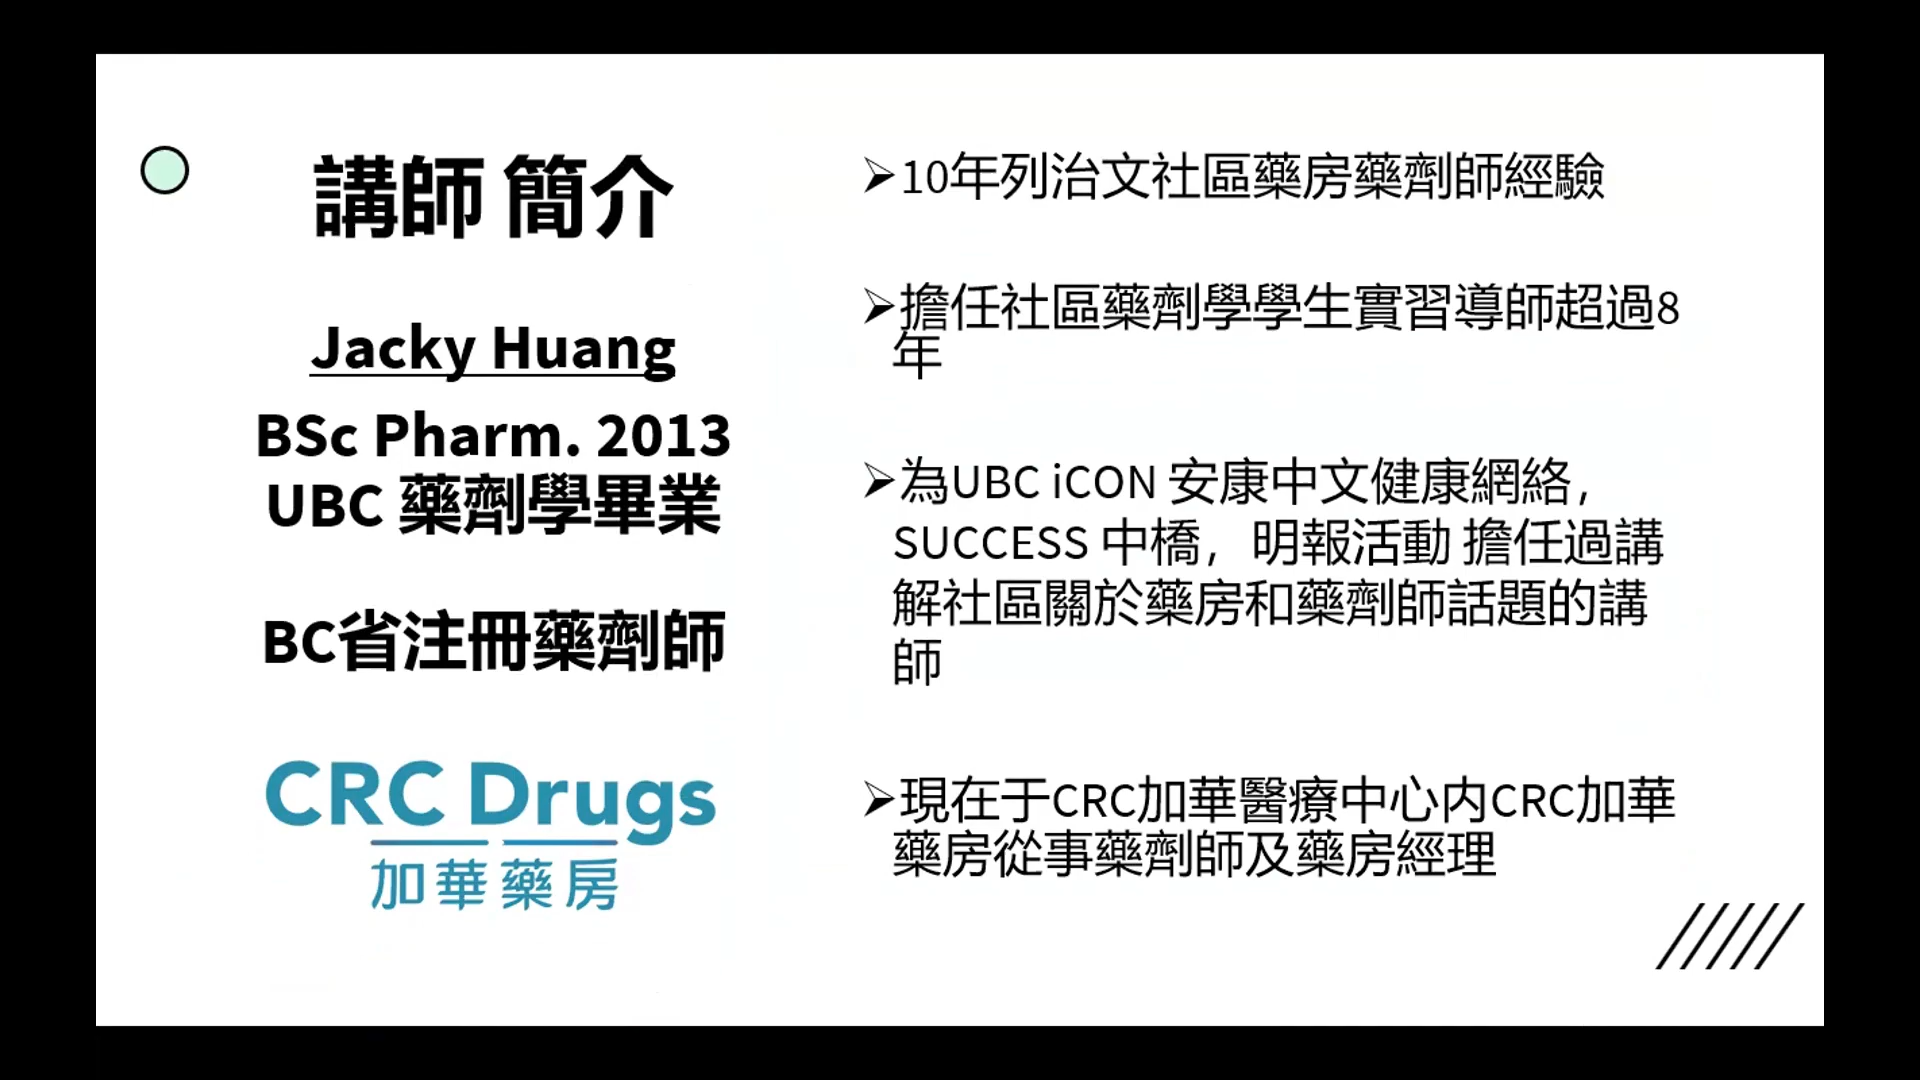 講師 簡介
Jacky Huang
BSc Pharm. 2013
UBC 藥劑學畢業
BC省注冊藥劑師
CRC Drugs
加華藥房
➢10年列治文社區藥房藥劑師經驗
➢擔任社區藥劑學學生實習導師超過8
年
➢為UBC iCON 安康中文健康網絡，
SUCCESS 中橋，明報活動 擔任過講
解社區關於藥房和藥劑師話題的講
師
➢現在于CRC加華醫療中心内CRC加華
藥房從事藥劑師及藥房經理